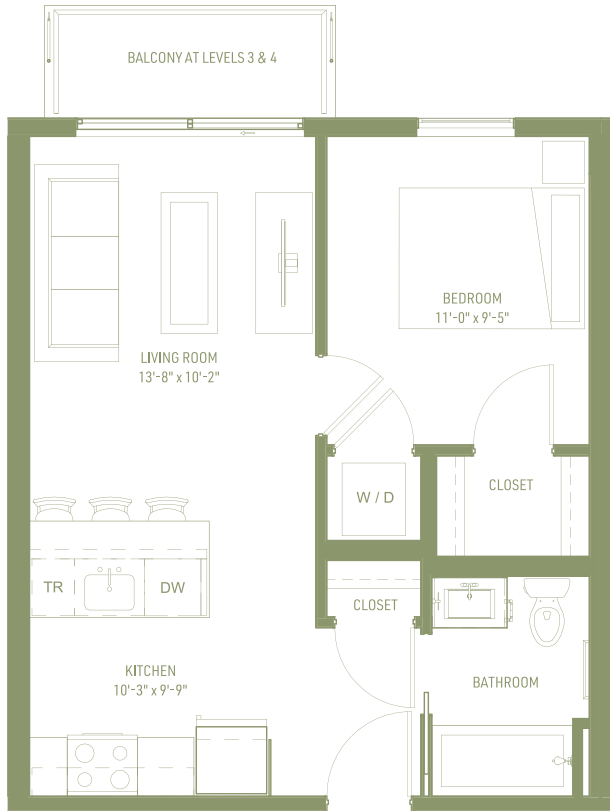 BALCONY AT LEVELS 3 & 4
BEDROOM
11'-0" x 9'-5"
LIVING ROOM
13'-8" x 10'-2"
W / D
CLOSET
TR
DW
CLOSET
KITCHEN
10'-3" x 9'-9"
BATHROOM